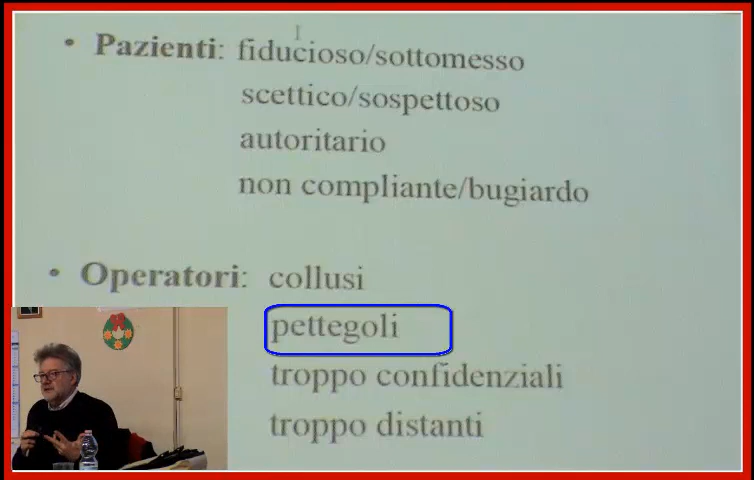 • Pazienti: fiducioso/sottomesso
scettico/sospettoso
autoritario
non compliante/bugiardo
• Operatori: collusi
pettegoli
troppo confidenziali
troppo distanti